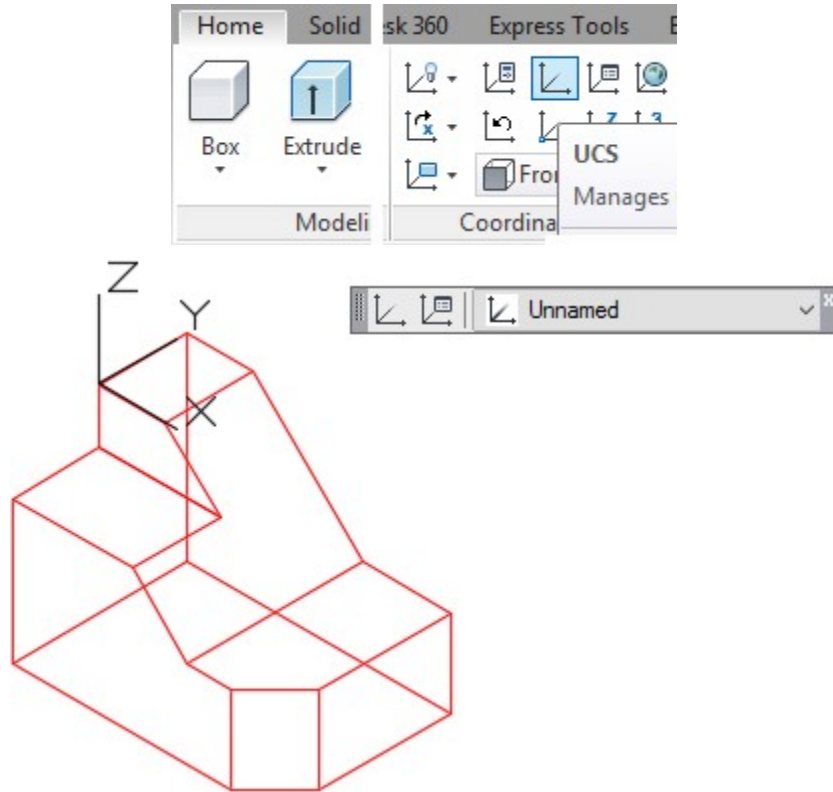 Home Solid sk 360 Express Tools
Box Extrude
Fro
UCS
Manages
Modeli Coordina
Z
Y
X
Unnamed